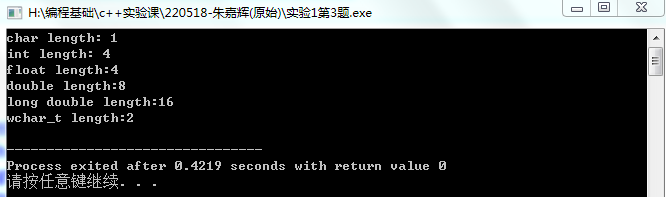 H:\编程基础\c++实验课\220518-朱嘉辉(原始)\实验1第3题.exe
char length: 1
int length: 4
float length:4
double length:8
long double length:16
wchar_t length:2
--------------------------------
Process exited after 0.4219 seconds with return value 0
请按任意键继续. . .